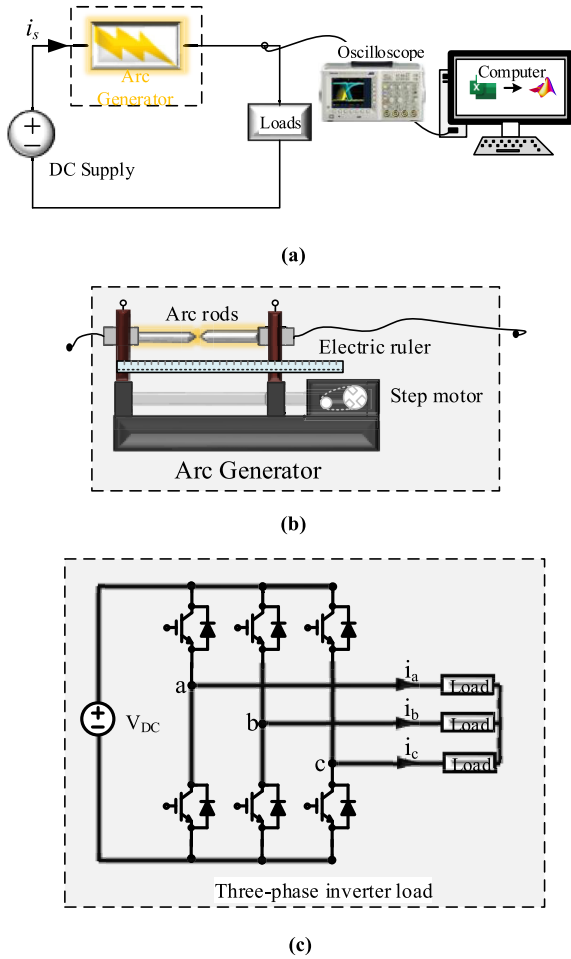 i_s
Arc
Generator
Oscilloscope
Computer
Loads
+
−
DC Supply
(a)
Arc rods
Electric ruler
Step motor
Arc Generator
(b)
a
b
c
i_a
i_b
i_c
Load
Load
Load
V_DC
Three-phase inverter load
(c)